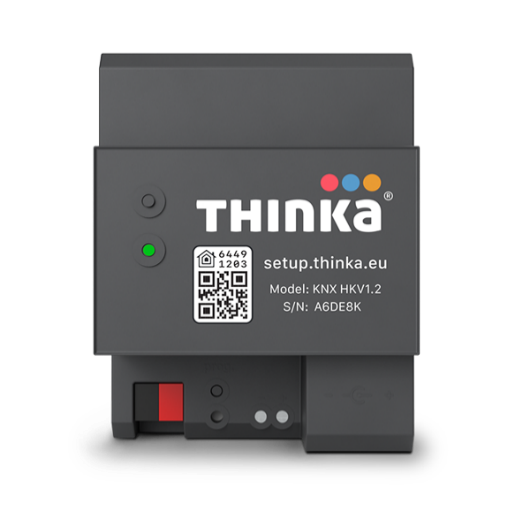 THINKA®
6449
1203
setup.thinka.eu
Model: KNX HKV1.2
S/N: A6DE8K